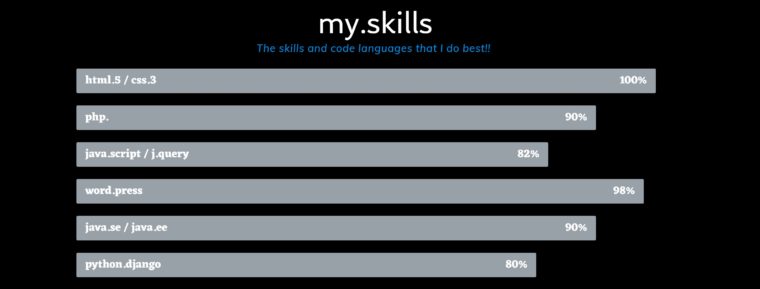 my.skills
The skills and code languages that I do best!!
html.5 / css.3 100%
php. 90%
java.script / j.query 82%
word.press 98%
java.se / java.ee 90%
python.django 80%